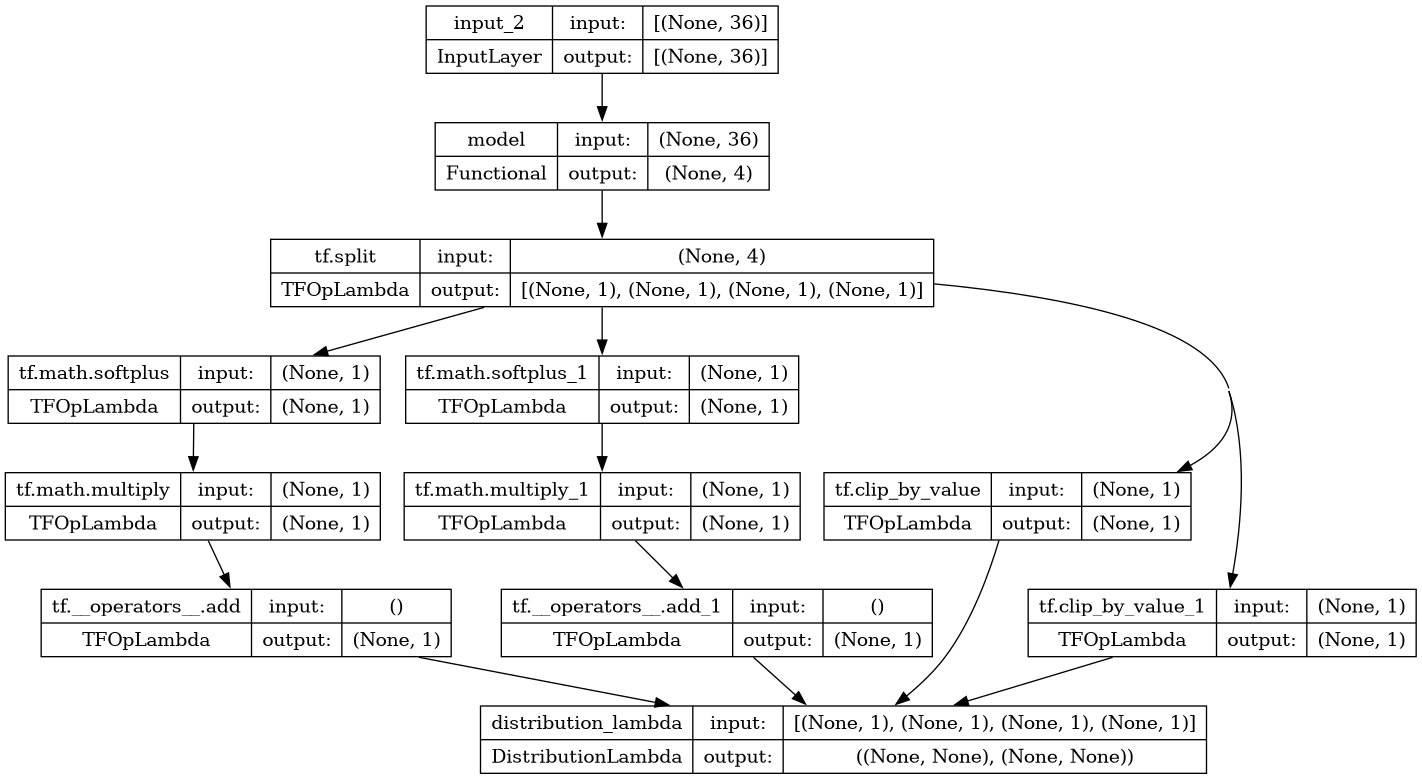 input_2 input: [(None, 36)]
InputLayer output: [(None, 36)]
model input: (None, 36)
Functional output: (None, 4)
tf.split input: (None, 4)
TFOpLambda output: [(None, 1), (None, 1), (None, 1), (None, 1)]
tf.math.softplus input: (None, 1)
TFOpLambda output: (None, 1)
tf.math.softplus_1 input: (None, 1)
TFOpLambda output: (None, 1)
tf.math.multiply input: (None, 1)
TFOpLambda output: (None, 1)
tf.math.multiply_1 input: (None, 1)
TFOpLambda output: (None, 1)
tf.clip_by_value input: (None, 1)
TFOpLambda output: (None, 1)
tf.__operators__.add input: ()
TFOpLambda output: (None, 1)
tf.__operators__.add_1 input: ()
TFOpLambda output: (None, 1)
tf.clip_by_value_1 input: (None, 1)
TFOpLambda output: (None, 1)
distribution_lambda input: [(None, 1), (None, 1), (None, 1), (None, 1)]
DistributionLambda output: ((None, None), (None, None))